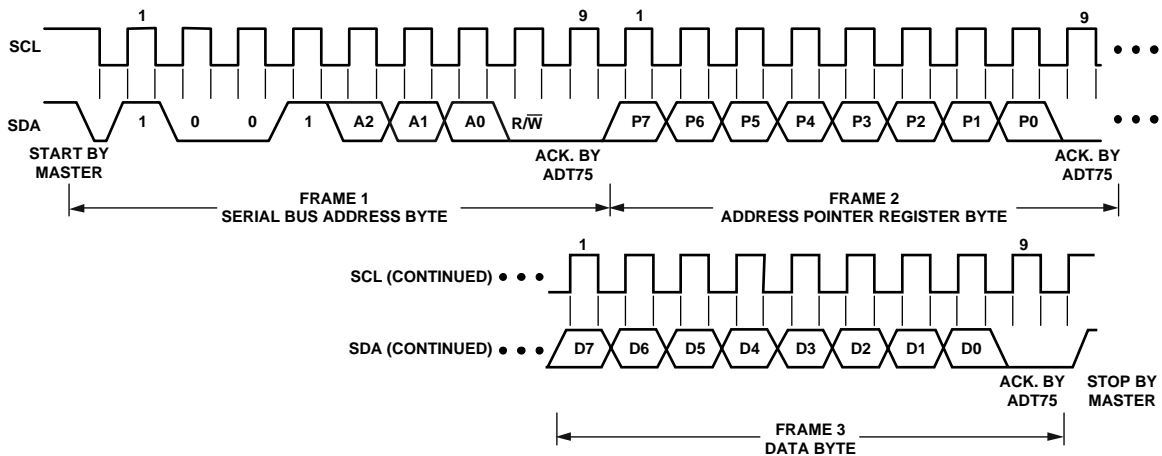 1 9 1 9
SCL
SDA 1 0 0 1 A2 A1 A0 R/W̅ P7 P6 P5 P4 P3 P2 P1 P0
START BY
MASTER
ACK. BY
ADT75
ACK. BY
ADT75
FRAME 1
SERIAL BUS ADDRESS BYTE
FRAME 2
ADDRESS POINTER REGISTER BYTE
1 9
SCL (CONTINUED)
SDA (CONTINUED) D7 D6 D5 D4 D3 D2 D1 D0
ACK. BY
ADT75
STOP BY
MASTER
FRAME 3
DATA BYTE